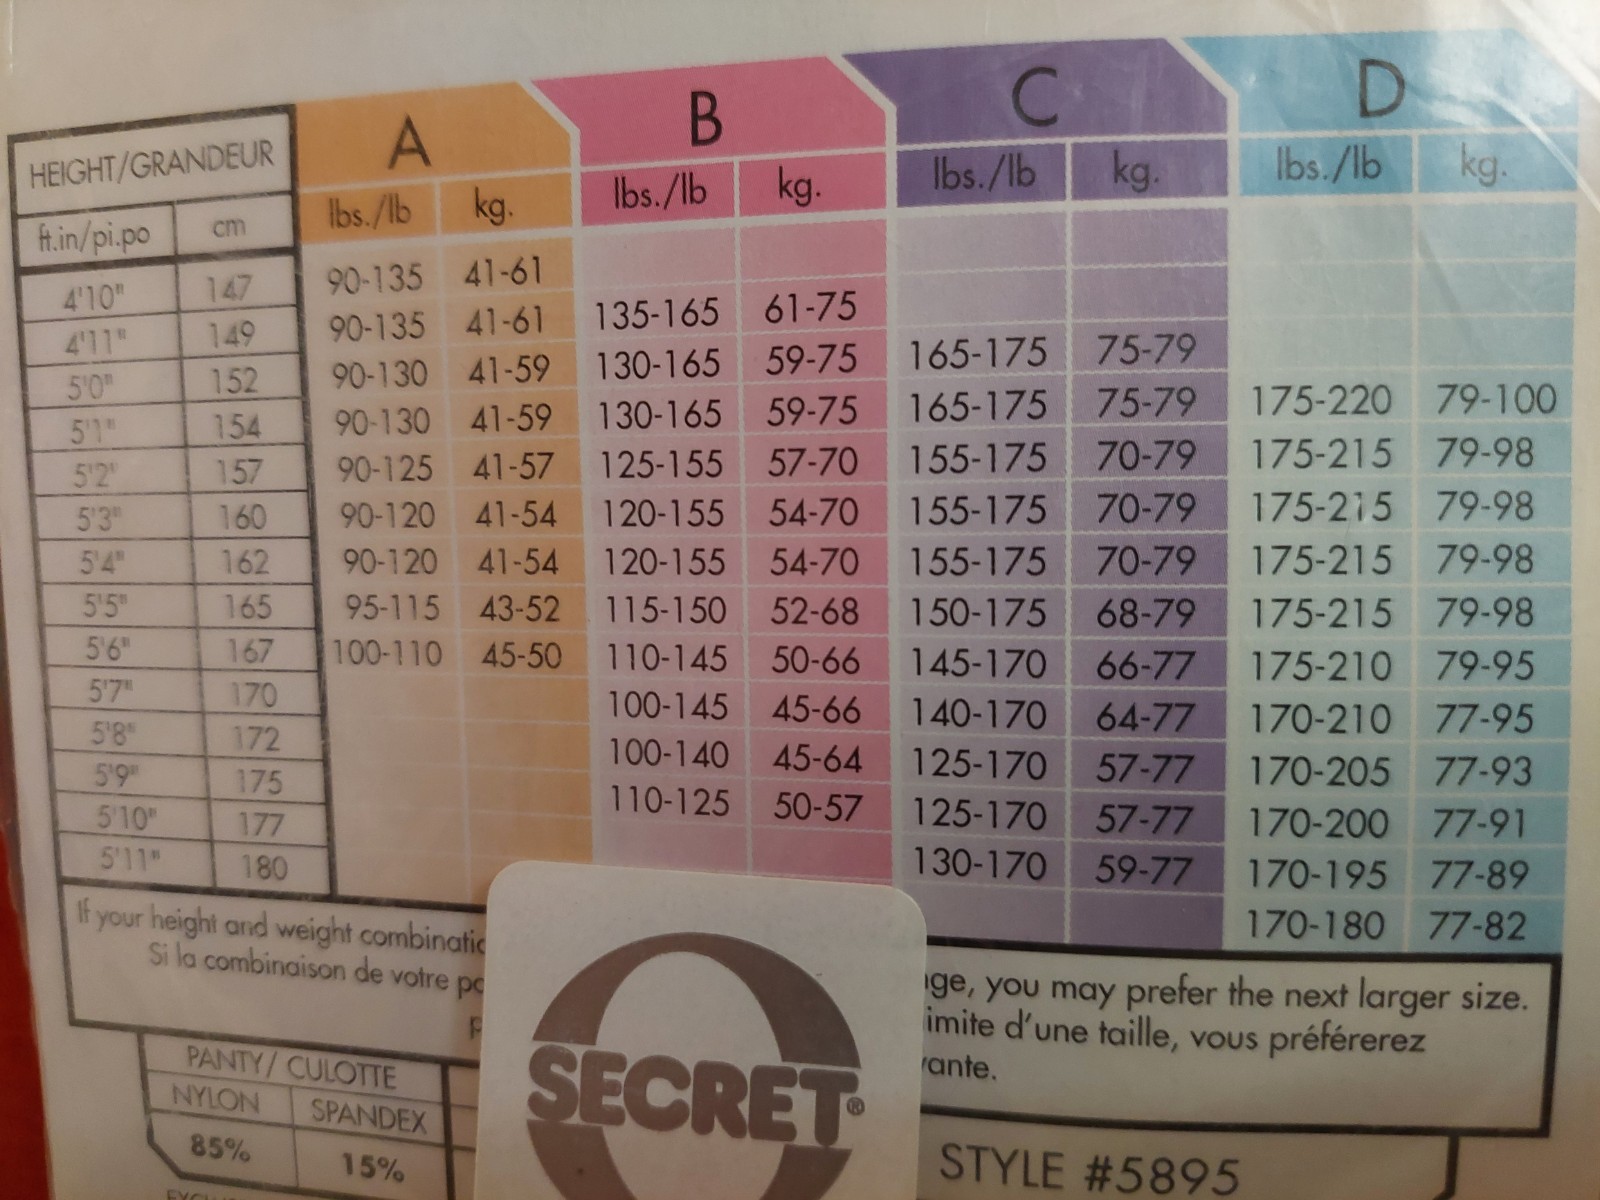 A B C D
HEIGHT/GRANDEUR lbs./lb kg. lbs./lb kg. lbs./lb kg. lbs./lb kg.
ft.in/pi.po cm
4'10" 147 90-135 41-61
4'11" 149 90-135 41-61 135-165 61-75
5'0" 152 90-130 41-59 130-165 59-75 165-175 75-79
5'1" 154 90-130 41-59 130-165 59-75 165-175 75-79 175-220 79-100
5'2" 157 90-125 41-57 125-155 57-70 155-175 70-79 175-215 79-98
5'3" 160 90-120 41-54 120-155 54-70 155-175 70-79 175-215 79-98
5'4" 162 90-120 41-54 120-155 54-70 155-175 70-79 175-215 79-98
5'5" 165 95-115 43-52 115-150 52-68 150-175 68-79 175-215 79-98
5'6" 167 100-110 45-50 110-145 50-66 145-170 66-77 175-210 79-95
5'7" 170 100-145 45-66 140-170 64-77 170-210 77-95
5'8" 172 100-140 45-64 125-170 57-77 170-205 77-93
5'9" 175 110-125 50-57 125-170 57-77 170-200 77-91
5'10" 177 130-170 59-77 170-195 77-89
5'11" 180 170-180 77-82
If your height and weight you may prefer the next larger size.
Si la combinaison de votre d'une taille, vous préférerez
PANTY/ CULOTTE
NYLON SPANDEX
85% 15%
SECRET®
STYLE #5895